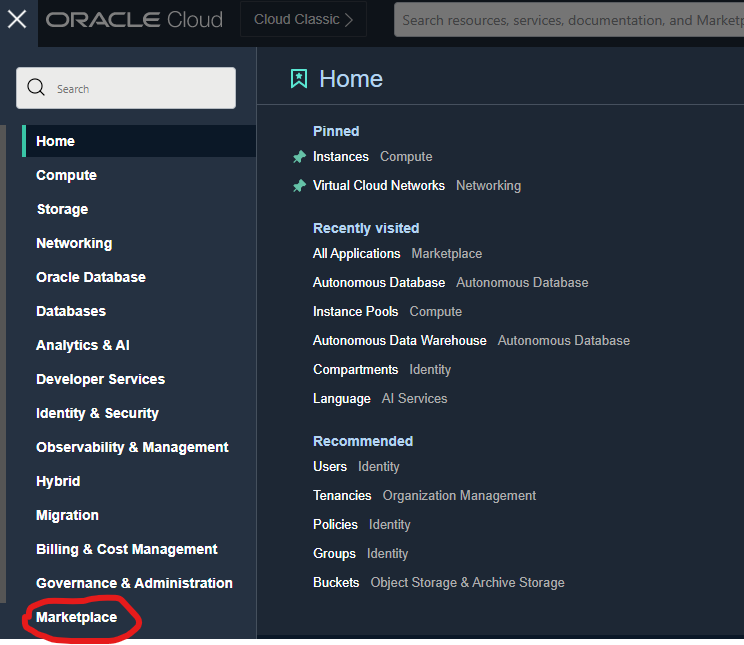 ORACLE Cloud
Cloud Classic
Search resources, services, documentation, and
Search
Home
Compute
Storage
Networking
Oracle Database
Databases
Analytics & AI
Developer Services
Identity & Security
Observability & Management
Hybrid
Migration
Billing & Cost Management
Governance & Administration
Marketplace
Home
Pinned
Instances Compute
Virtual Cloud Networks Networking
Recently visited
All Applications Marketplace
Autonomous Database Autonomous Database
Instance Pools Compute
Autonomous Data Warehouse Autonomous Database
Compartments Identity
Language AI Services
Recommended
Users Identity
Tenancies Organization Management
Policies Identity
Groups Identity
Buckets Object Storage & Archive Storage